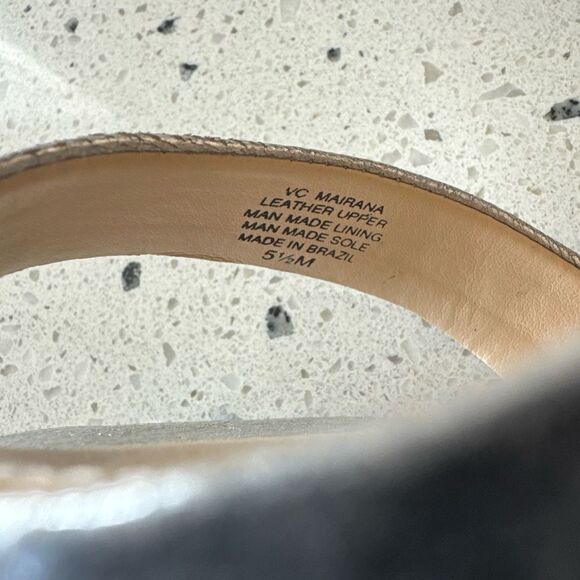 VC MAIRANA
LEATHER UPPER
MAN MADE LINING
MAN MADE SOLE
MADE IN BRAZIL
5½M